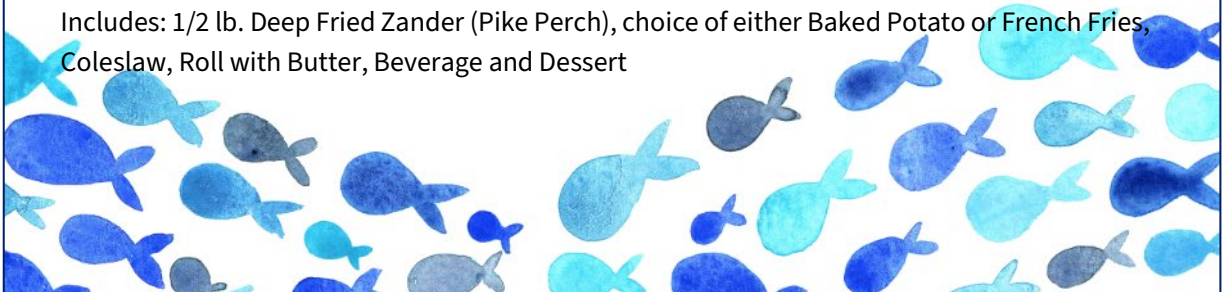 Includes: 1/2 lb. Deep Fried Zander (Pike Perch), choice of either Baked Potato or French Fries,
Coleslaw, Roll with Butter, Beverage and Dessert